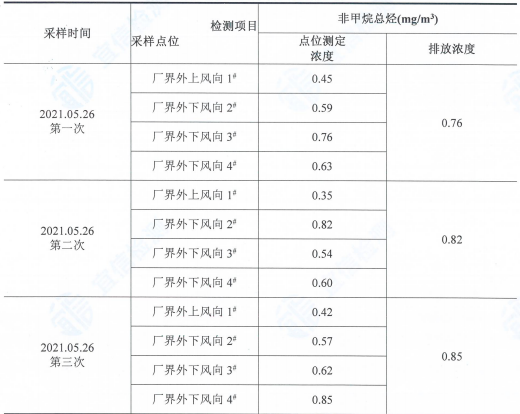 采样时间
检测项目
采样点位
非甲烷总烃(mg/m³)
点位测定
浓度
排放浓度
2021.05.26
第一次
厂界外上风向 1# 0.45
厂界外下风向 2# 0.59
厂界外下风向 3# 0.76
厂界外下风向 4# 0.63
0.76
2021.05.26
第二次
厂界外上风向 1# 0.35
厂界外下风向 2# 0.82
厂界外下风向 3# 0.54
厂界外下风向 4# 0.60
0.82
2021.05.26
第三次
厂界外上风向 1# 0.42
厂界外下风向 2# 0.57
厂界外下风向 3# 0.62
厂界外下风向 4# 0.85
0.85